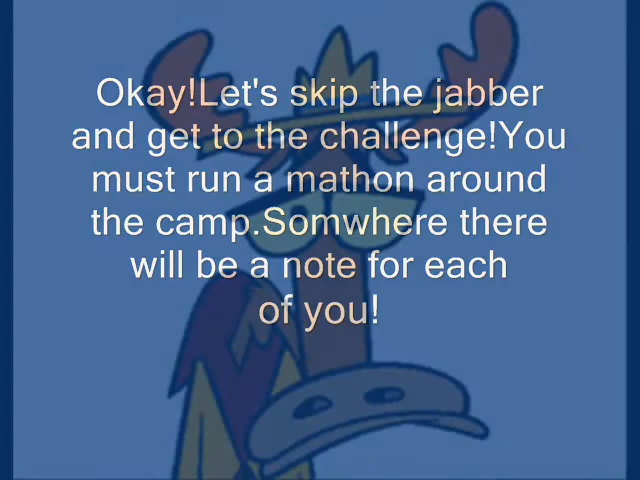 Okay!Let's skip the jabber
and get to the challenge!You
must run a mathon around
the camp.Somwhere there
will be a note for each
of you!